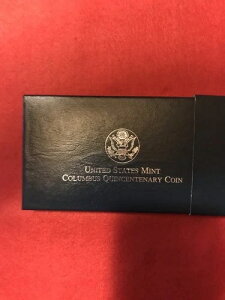 United States Mint
Columbus Quincentenary Coin